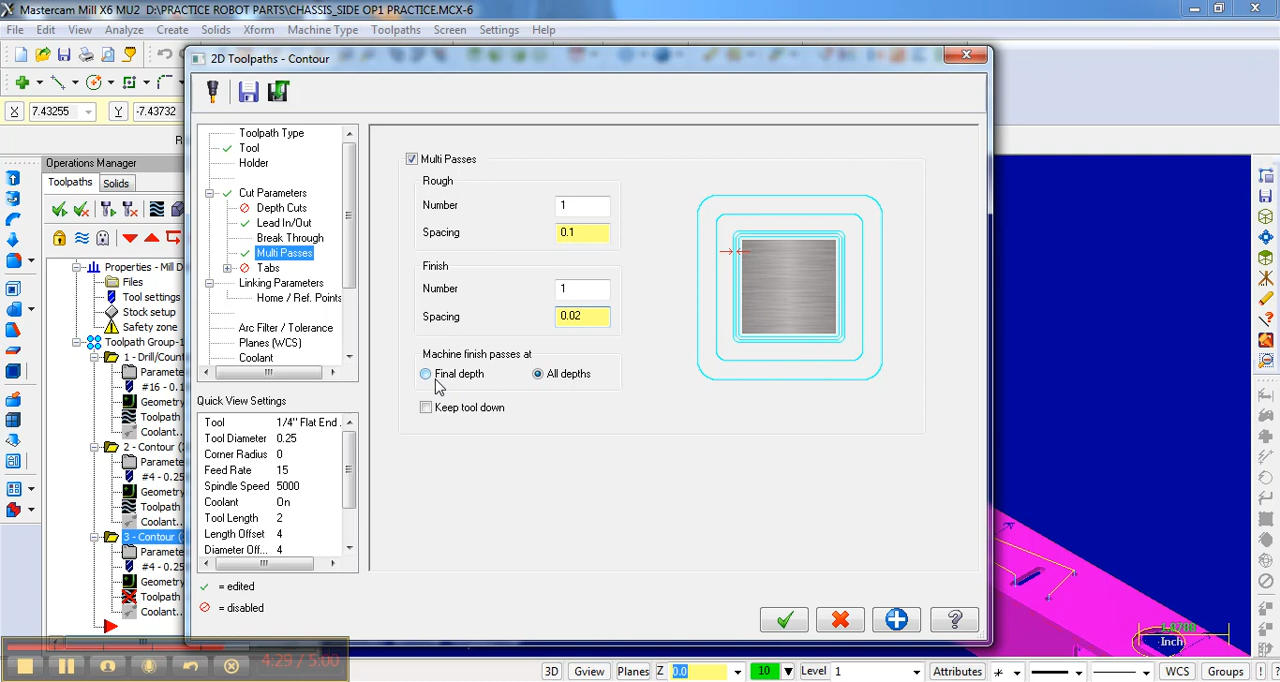 Mastercam Mill X6 MU2 D:\PRACTICE ROBOT PARTS\CHASSIS_SIDE OP1 PRACTICE.MCX-6
File Edit View Analyze Create Solids Xform Machine Type Toolpaths Screen Settings Help
X 7.43255 Y -7.43732
Operations Manager
Toolpaths Solids
Properties - Mill D
Files
Tool settings
Stock setup
Safety zone
Toolpath Group-1
1 - Drill/Count
Paramete
#16 - 0.1
Geometr
Toolpath
Coolant...
2 - Contour (2
Paramete
#4 - 0.25
Geometr
Toolpath
Coolant...
3 - Contour (2
Paramete
#4 - 0.25
Geometr
Toolpath
Coolant...
2D Toolpaths - Contour
Toolpath Type
Tool
Holder
Cut Parameters
Depth Cuts
Lead In/Out
Break Through
Multi Passes
Tabs
Linking Parameters
Home / Ref. Points
Arc Filter / Tolerance
Planes (WCS)
Coolant
Quick View Settings
Tool 1/4" Flat End
Tool Diameter 0.25
Corner Radius 0
Feed Rate 15
Spindle Speed 5000
Coolant On
Tool Length 2
Length Offset 4
Diameter Off... 4
= edited
= disabled
Multi Passes
Rough
Number 1
Spacing 0.1
Finish
Number 1
Spacing 0.02
Machine finish passes at
Final depth All depths
Keep tool down
Inch
4:29 / 5:00
3D Gview Planes Z 0.0 10 Level 1 Attributes WCS Groups